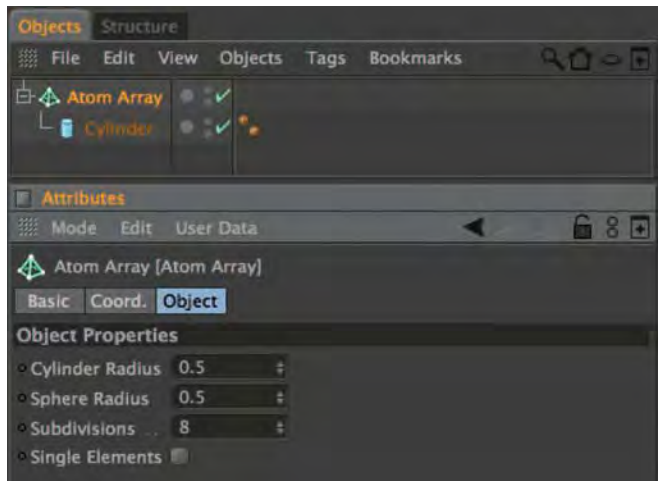 Objects Structure
File Edit View Objects Tags Bookmarks
Atom Array
Cylinder
Attributes
Mode Edit User Data
Atom Array [Atom Array]
Basic Coord. Object
Object Properties
Cylinder Radius 0.5
Sphere Radius 0.5
Subdivisions . . 8
Single Elements